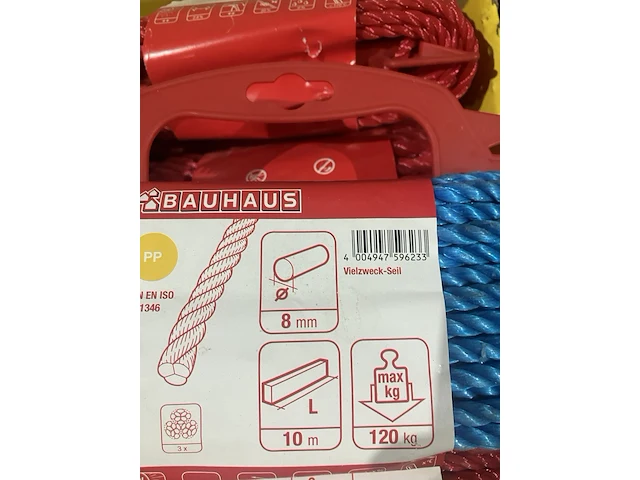 BAUHAUS
PP
N EN ISO
1346
4 004947 596233
Vielzweck-Seil
Ø
8 mm
L
10 m
max
kg
120 kg
3 x